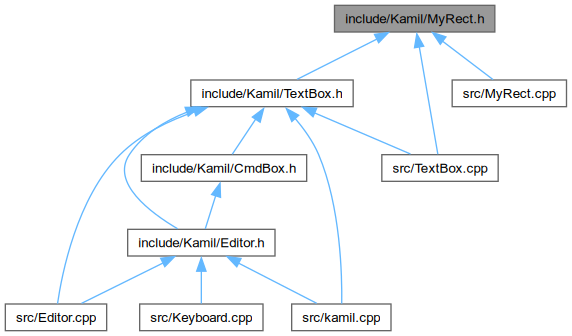 include/Kamil/MyRect.h
include/Kamil/TextBox.h
src/MyRect.cpp
include/Kamil/CmdBox.h
src/TextBox.cpp
include/Kamil/Editor.h
src/Editor.cpp
src/Keyboard.cpp
src/kamil.cpp